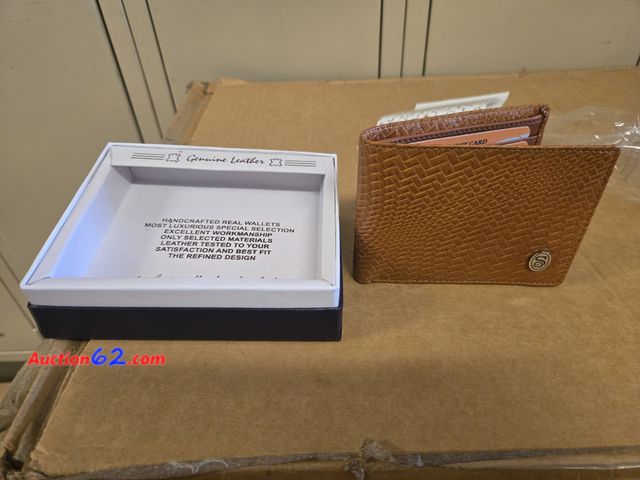 Genuine Leather
HANDCRAFTED REAL WALLETS
MOST LUXURIOUS SPECIAL SELECTION
EXCELLENT WORKMANSHIP
ONLY SELECTED MATERIALS
LEATHER TESTED TO YOUR
SATISFACTION AND BEST FIT
THE REFINED DESIGN
CARD
S
Auction62.com